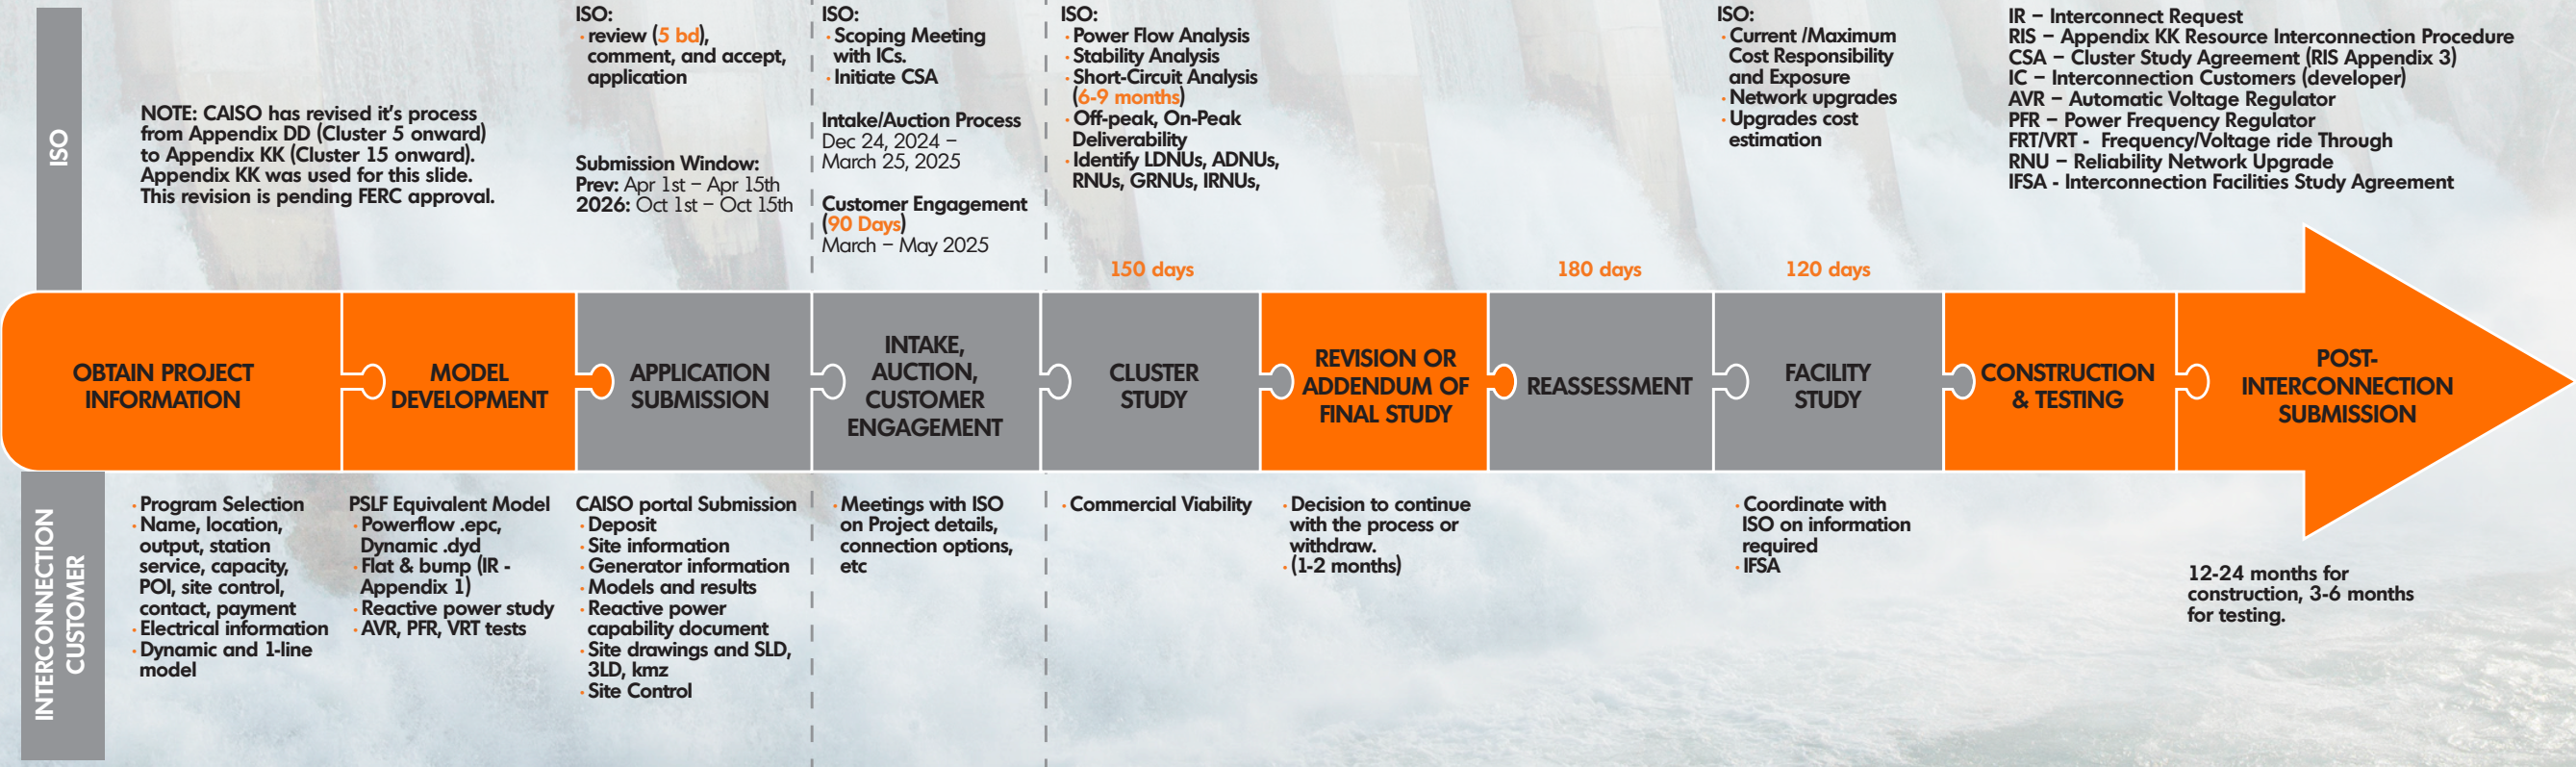 ISO
NOTE: CAISO has revised it's process
from Appendix DD (Cluster 5 onward)
to Appendix KK (Cluster 15 onward).
Appendix KK was used for this slide.
This revision is pending FERC approval.
ISO:
· review (5 bd),
comment, and accept,
application
Submission Window:
Prev: Apr 1st – Apr 15th
2026: Oct 1st – Oct 15th
ISO:
· Scoping Meeting
with ICs.
· Initiate CSA
Intake/Auction Process
Dec 24, 2024 –
March 25, 2025
Customer Engagement
(90 Days)
March – May 2025
ISO:
· Power Flow Analysis
· Stability Analysis
· Short-Circuit Analysis
(6-9 months)
· Off-peak, On-Peak
Deliverability
· Identify LDNUs, ADNUs,
RNUs, GRNUs, IRNUs,
150 days
180 days
ISO:
· Current /Maximum
Cost Responsibility
and Exposure
· Network upgrades
· Upgrades cost
estimation
120 days
IR – Interconnect Request
RIS – Appendix KK Resource Interconnection Procedure
CSA – Cluster Study Agreement (RIS Appendix 3)
IC – Interconnection Customers (developer)
AVR – Automatic Voltage Regulator
PFR – Power Frequency Regulator
FRT/VRT - Frequency/Voltage ride Through
RNU – Reliability Network Upgrade
IFSA - Interconnection Facilities Study Agreement
OBTAIN PROJECT
INFORMATION
MODEL
DEVELOPMENT
APPLICATION
SUBMISSION
INTAKE,
AUCTION,
CUSTOMER
ENGAGEMENT
CLUSTER
STUDY
REVISION OR
ADDENDUM OF
FINAL STUDY
REASSESSMENT
FACILITY
STUDY
CONSTRUCTION
& TESTING
POST-
INTERCONNECTION
SUBMISSION
INTERCONNECTION
CUSTOMER
· Program Selection
· Name, location,
output, station
service, capacity,
POI, site control,
contact, payment
· Electrical information
· Dynamic and 1-line
model
PSLF Equivalent Model
· Powerflow .epc,
Dynamic .dyd
· Flat & bump (IR -
Appendix 1)
· Reactive power study
· AVR, PFR, VRT tests
CAISO portal Submission
· Deposit
· Site information
· Generator information
· Models and results
· Reactive power
capability document
· Site drawings and SLD,
3LD, kmz
· Site Control
· Meetings with ISO
on Project details,
connection options,
etc
· Commercial Viability
· Decision to continue
with the process or
withdraw.
· (1-2 months)
· Coordinate with
ISO on information
required
· IFSA
12-24 months for
construction, 3-6 months
for testing.